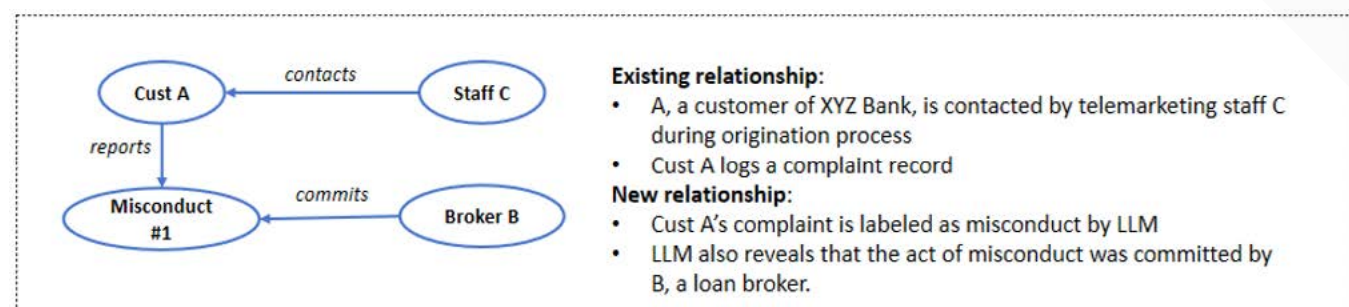 contacts
Cust A
Staff C
reports
commits
Misconduct
#1
Broker B
Existing relationship:
• A, a customer of XYZ Bank, is contacted by telemarketing staff C
during origination process
• Cust A logs a complaint record
New relationship:
• Cust A's complaint is labeled as misconduct by LLM
• LLM also reveals that the act of misconduct was committed by
B, a loan broker.